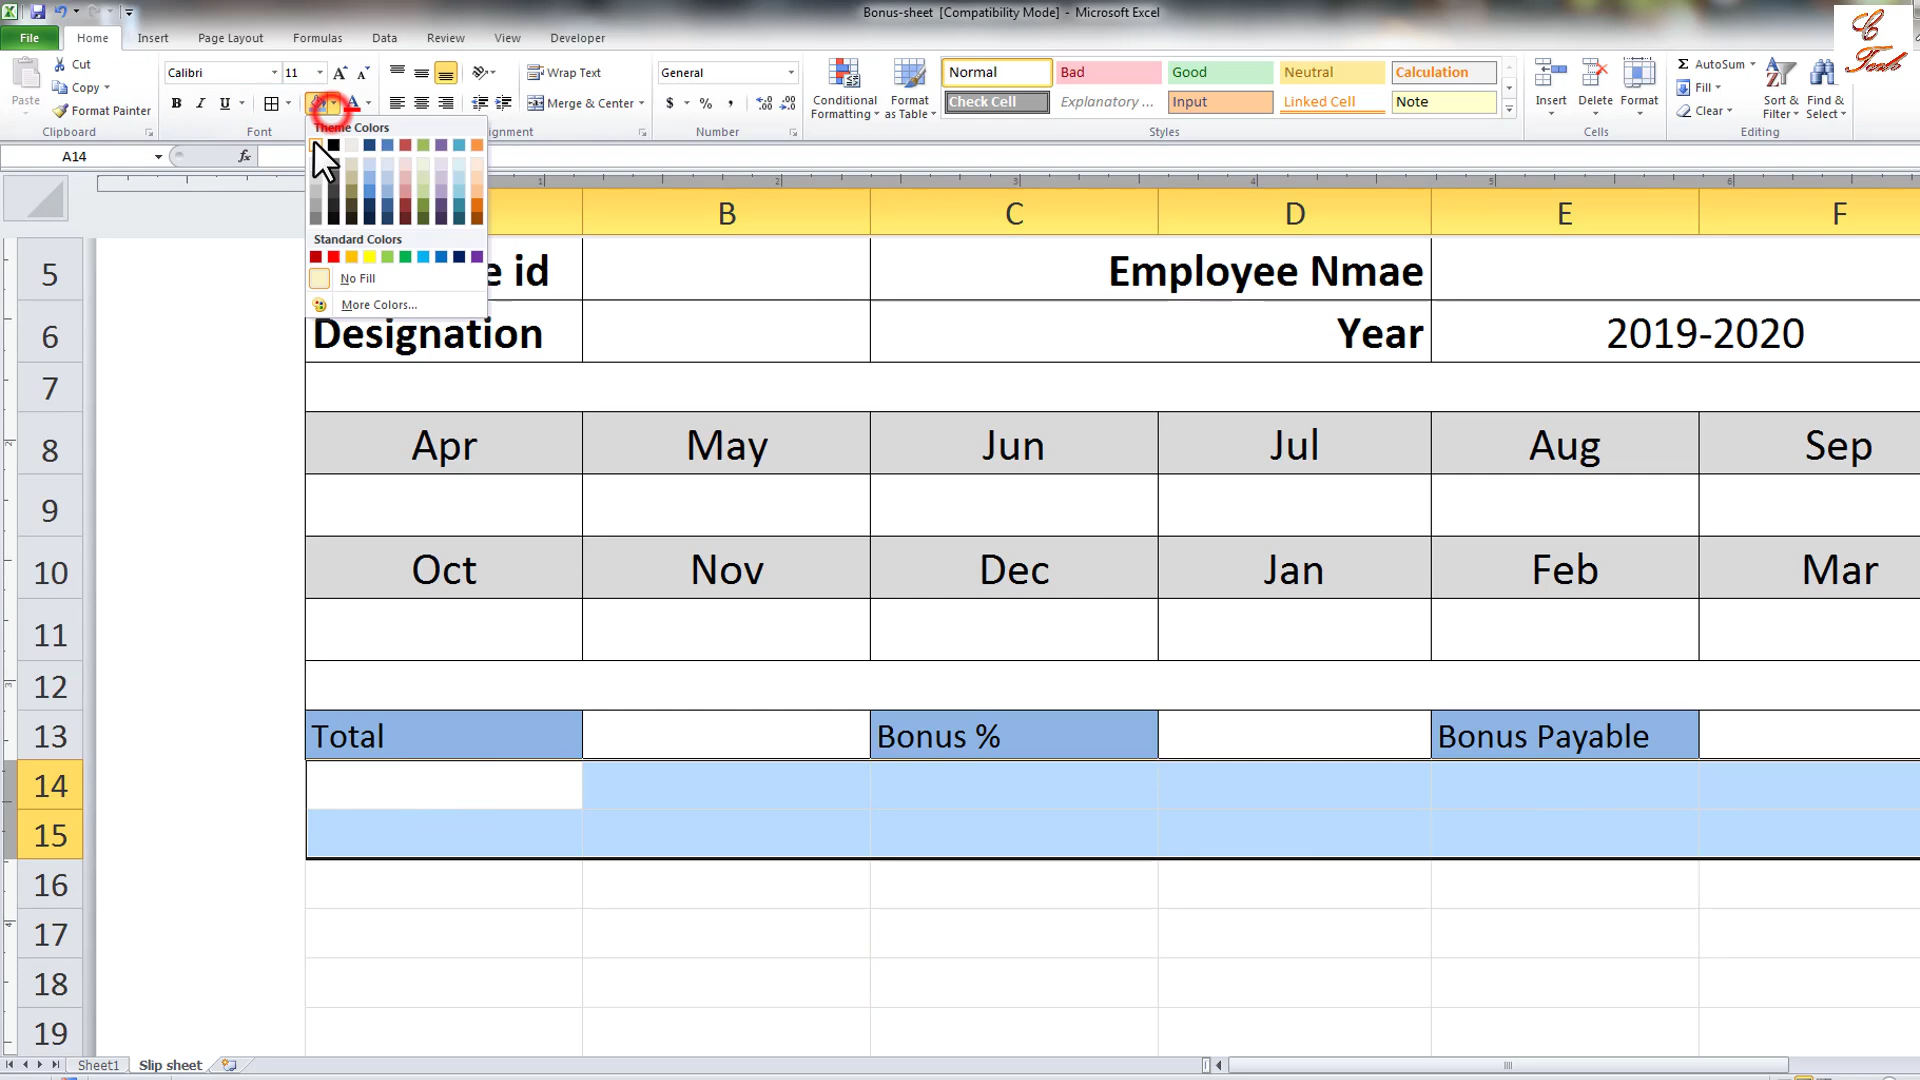 Bonus-sheet [Compatibility Mode] - Microsoft Excel
File Home Insert Page Layout Formulas Data Review View Developer
Paste
Cut
Copy
Format Painter
Clipboard
Calibri 11
B I U
Font
Wrap Text
Merge & Center
gnment
General
$ % ,
Number
Conditional Formatting
Format as Table
Normal Bad Good Neutral Calculation
Check Cell Explanatory ... Input Linked Cell Note
Styles
Insert Delete Format
Cells
Σ AutoSum
Fill
Clear
Sort & Filter
Find & Select
Editing
Tech
A14 fx
Theme Colors
Standard Colors
No Fill
More Colors...
B C D E F
5 e id Employee Nmae
6 Designation Year 2019-2020
7
8 Apr May Jun Jul Aug Sep
9
10 Oct Nov Dec Jan Feb Mar
11
12
13 Total Bonus % Bonus Payable
14
15
16
17
18
19
Sheet1 Slip sheet